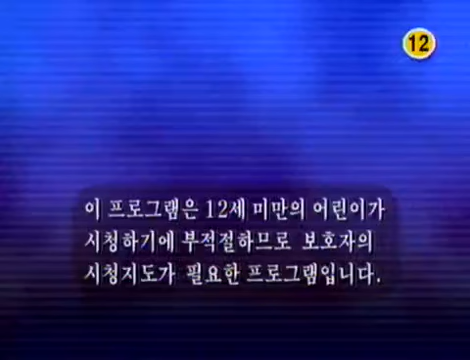 12
이 프로그램은 12세 미만의 어린이가
시청하기에 부적절하므로 보호자의
시청지도가 필요한 프로그램입니다.